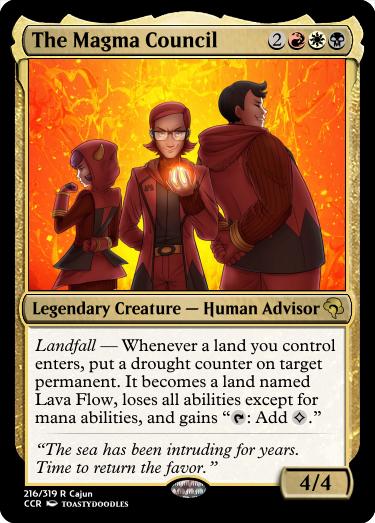 The Magma Council 2
Legendary Creature — Human Advisor
Landfall — Whenever a land you control
enters, put a drought counter on target
permanent. It becomes a land named
Lava Flow, loses all abilities except for
mana abilities, and gains “: Add .”
“The sea has been intruding for years.
Time to return the favor.”
4/4
216/319 R Cajun
CCR TOASTYDOODLES